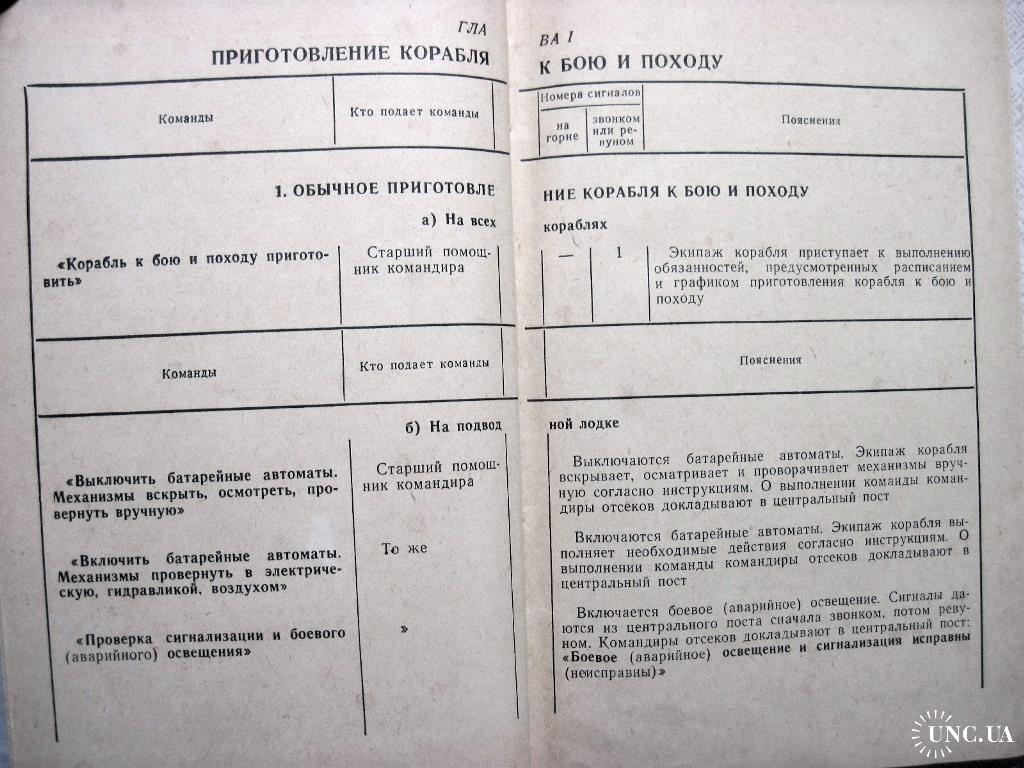 ГЛАВА I
ПРИГОТОВЛЕНИЕ КОРАБЛЯ К БОЮ И ПОХОДУ
Команды
Кто подает команды
Номера сигналов
на горне
звонком или ре-
вуном
Пояснения
1. ОБЫЧНОЕ ПРИГОТОВЛЕНИЕ КОРАБЛЯ К БОЮ И ПОХОДУ
а) На всех кораблях
«Корабль к бою и походу пригото-
вить»
Старший помощ-
ник командира
—
1
Экипаж корабля приступает к выполнению
обязанностей, предусмотренных расписанием
и графиком приготовления корабля к бою и
походу
Команды
Кто подает команды
Пояснения
б) На подводной лодке
«Выключить батарейные автоматы.
Механизмы вскрыть, осмотреть, про-
вернуть вручную»
Старший помощ-
ник командира
Выключаются батарейные автоматы. Экипаж корабля
вскрывает, осматривает и проворачивает механизмы вруч-
ную согласно инструкциям. О выполнении команды коман-
диры отсеков докладывают в центральный пост
«Включить батарейные автоматы.
Механизмы провернуть в электриче-
скую, гидравликой, воздухом»
То же
Включаются батарейные автоматы. Экипаж корабля вы-
полняет необходимые действия согласно инструкциям. О
выполнении команды командиры отсеков докладывают в
центральный пост
«Проверка сигнализации и боевого
(аварийного) освещения»
»
Включается боевое (аварийное) освещение. Сигналы да-
ются из центрального поста сначала звонком, потом реву-
ном. Командиры отсеков докладывают в центральный пост:
«Боевое (аварийное) освещение и сигнализация исправны
(неисправны)»
UNC.UA